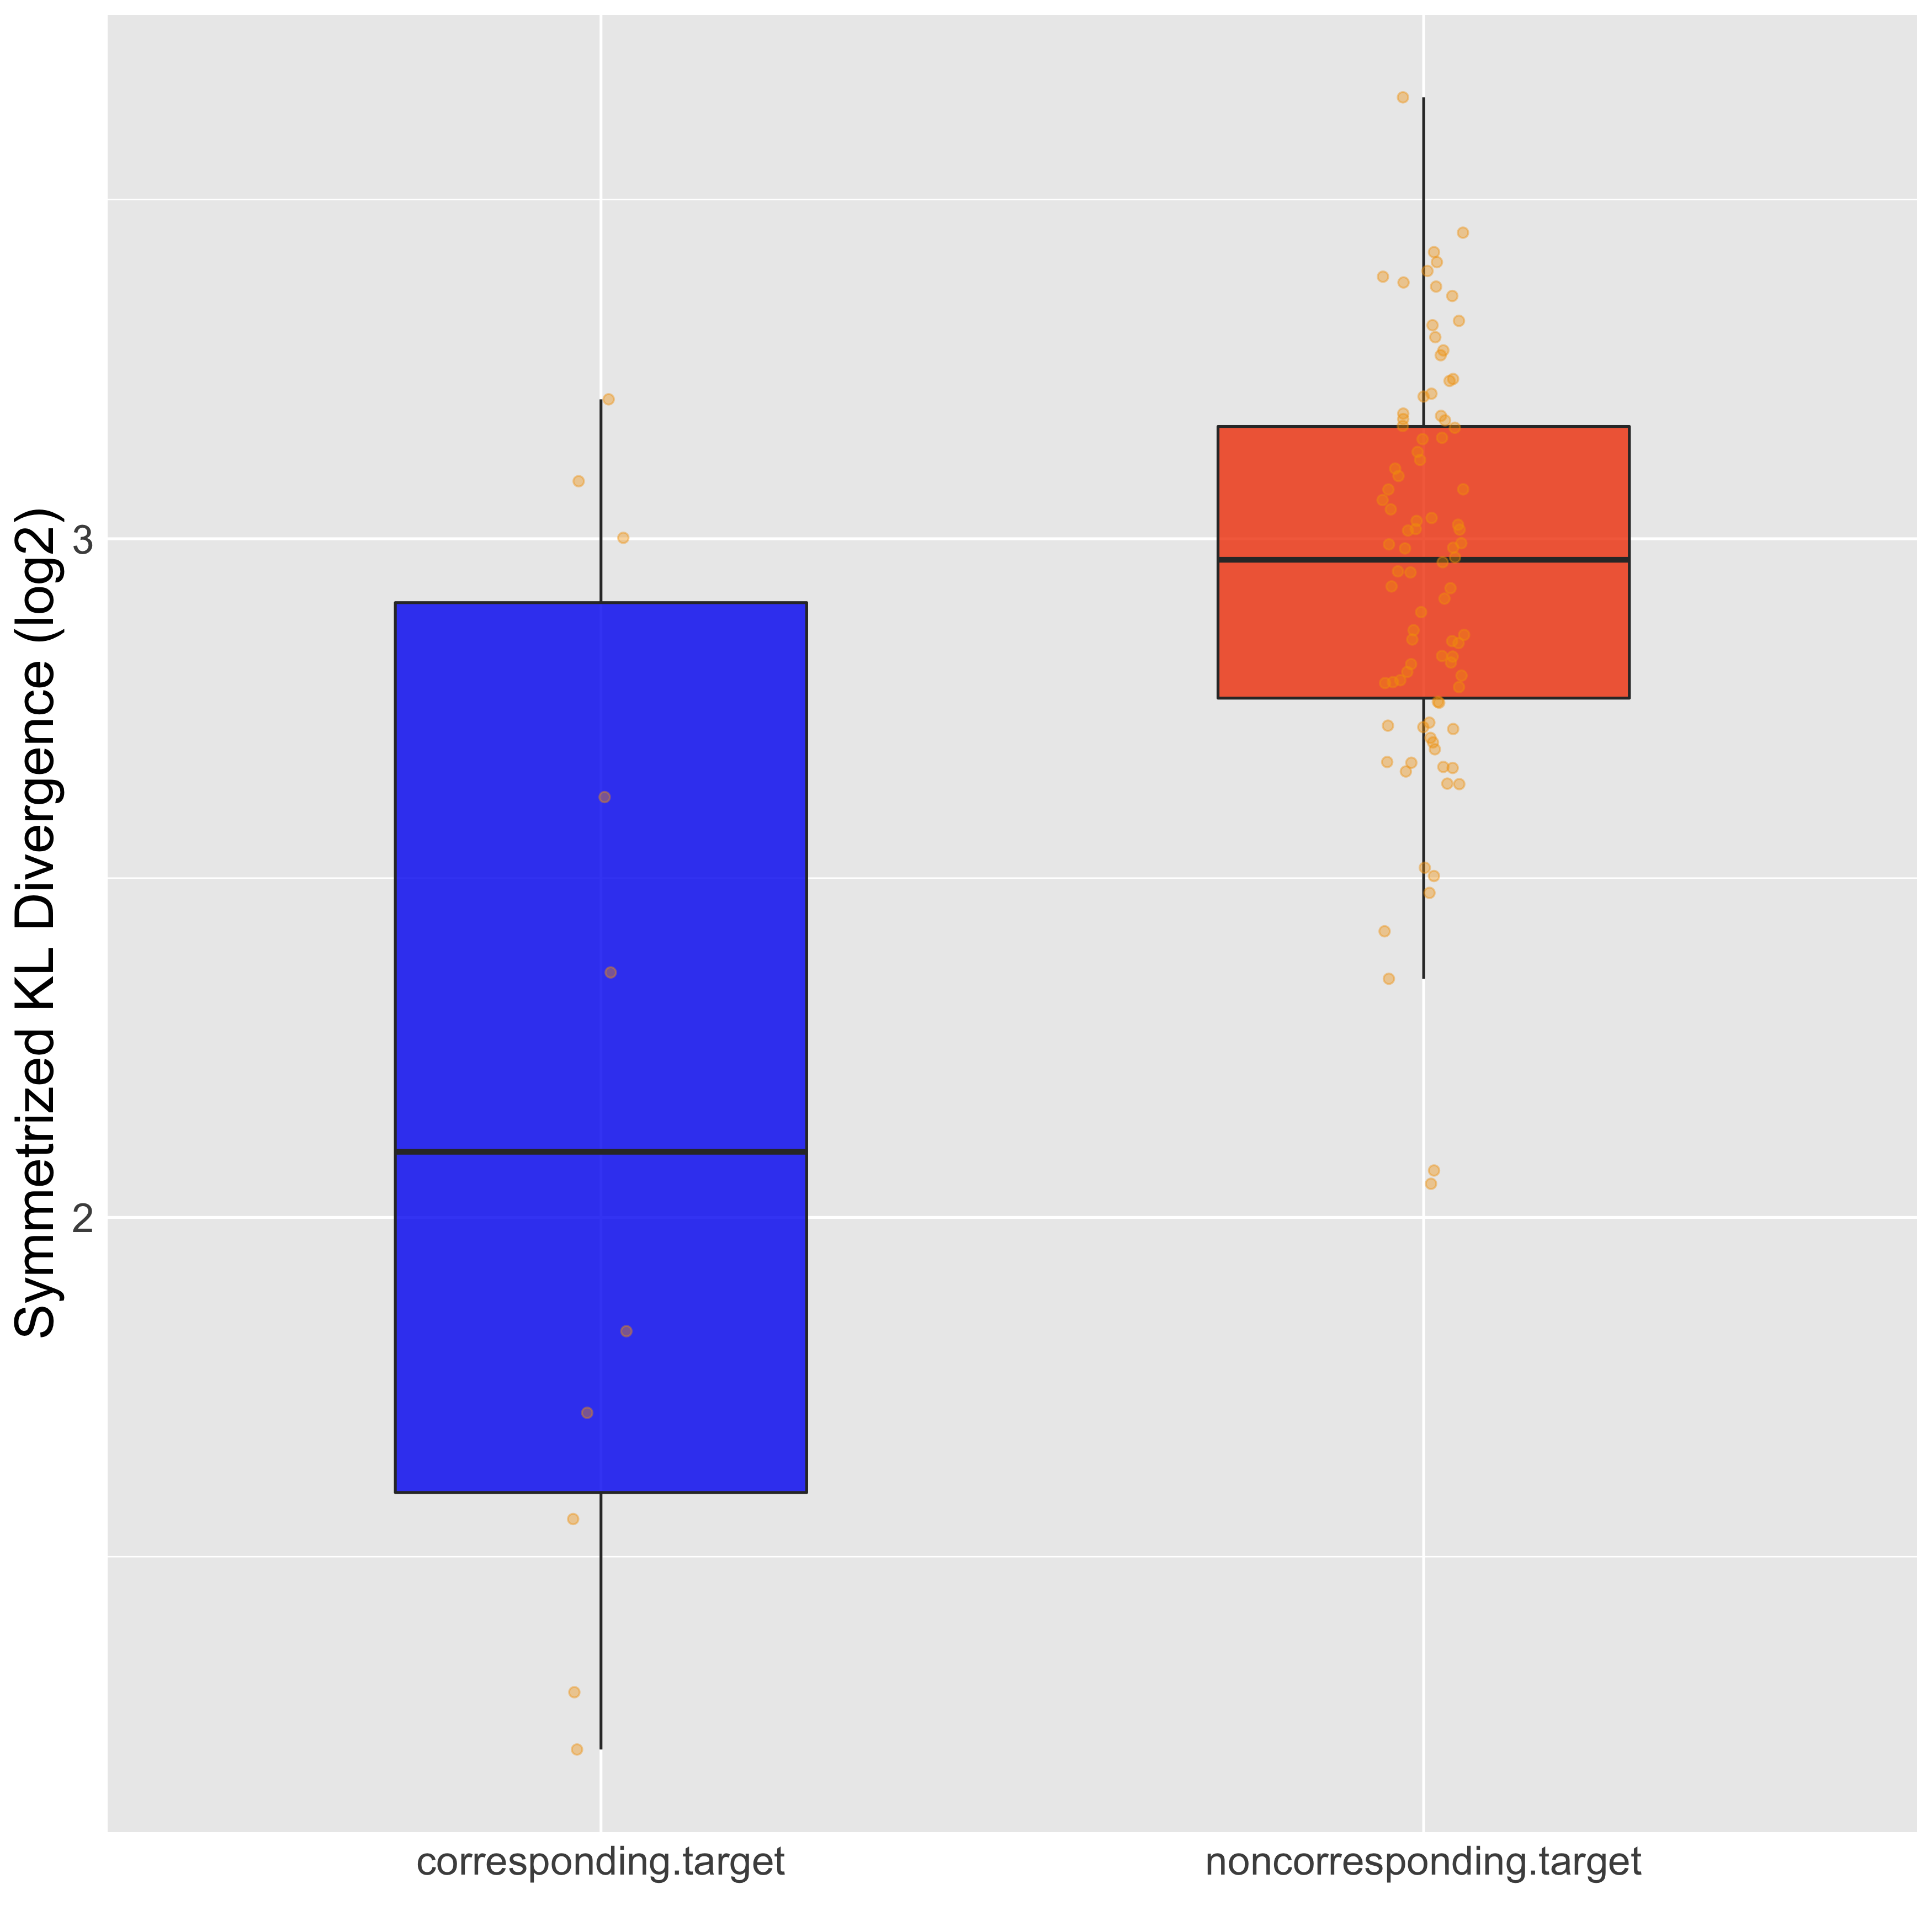 Symmetrized KL Divergence (log2)
3
2
corresponding.target
noncorresponding.target